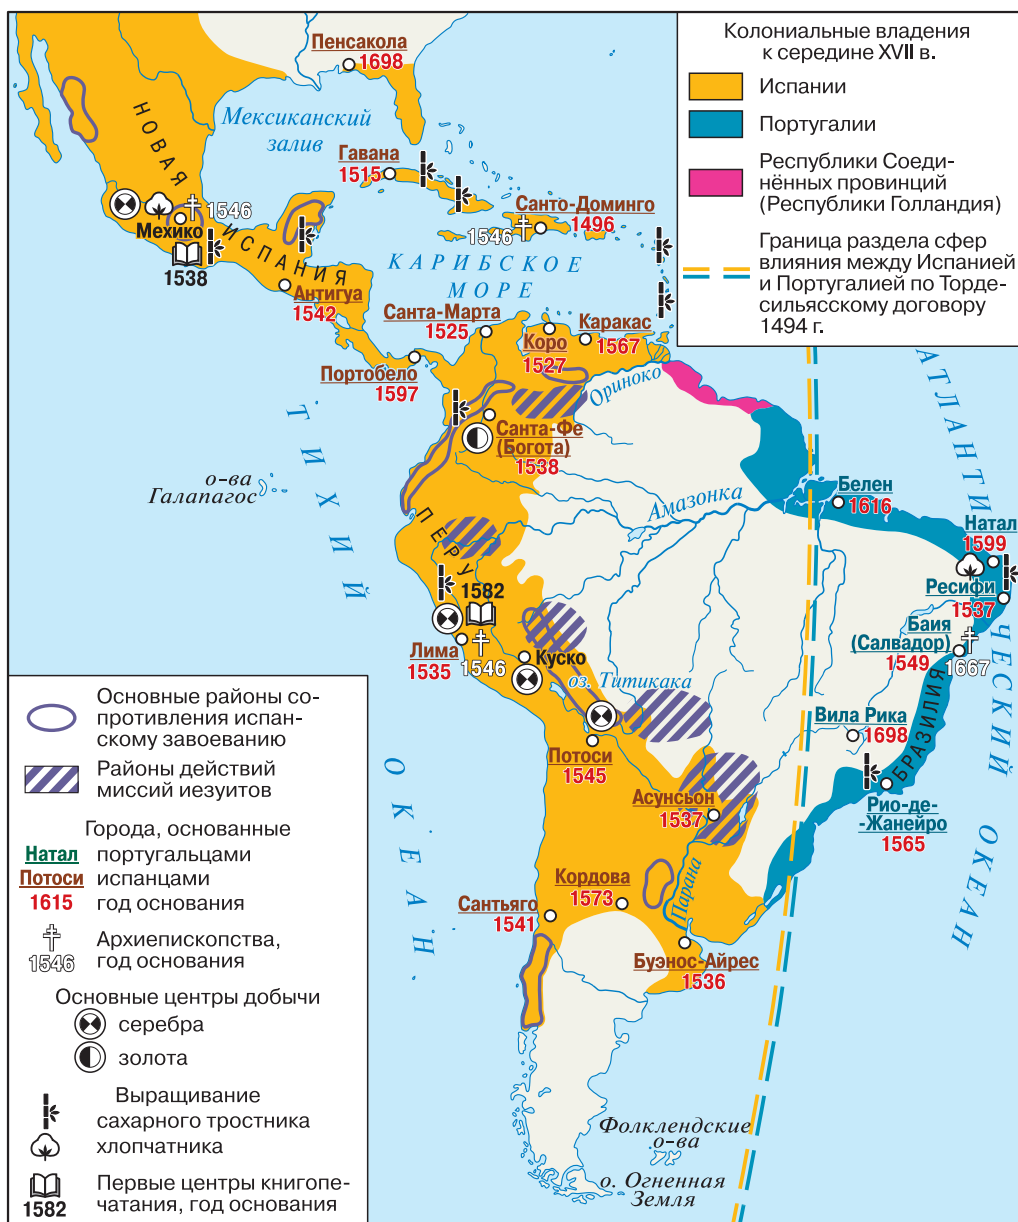 Колониальные владения
к середине XVII в.
Испании
Португалии
Республики Соеди-
нённых провинций
(Республики Голландия)
Граница раздела сфер
влияния между Испанией
и Португалией по Торде-
сильясскому договору
1494 г.
Пенсакола
1698
НОВАЯ
ИСПАНИЯ
Мексиканский
залив
Гавана
1515
1546
Мехико
1538
Санто-Доминго
1496
1546
КАРИБСКОЕ
МОРЕ
Антигуа
1542
Санта-Марта
1525
Коро
1527
Каракас
1567
Портобело
1597
Ориноко
Санта-Фе
(Богота)
1538
ТИХИЙ
ОКЕАН
АТЛАНТИЧЕСКИЙ
ОКЕАН
о-ва
Галапагос
Амазонка
Белен
1616
Натал
1599
Ресифи
1537
Баия
(Салвадор)
1549
1667
ПЕРУ
1582
Лима
1535
1546
Куско
оз. Титикака
Вила Рика
1698
БРАЗИЛИЯ
Потоси
1545
Асунсьон
1537
Рио-де-
-Жанейро
1565
Кордова
1573
Парана
Сантьяго
1541
Буэнос-Айрес
1536
Фолклендские
о-ва
о. Огненная
Земля
Основные районы со-
противления испан-
скому завоеванию
Районы действий
миссий иезуитов
Города, основанные
Натал португальцами
Потоси испанцами
1615 год основания
Архиепископства,
1546 год основания
Основные центры добычи
серебра
золота
Выращивание
сахарного тростника
хлопчатника
Первые центры книгопе-
1582 чатания, год основания